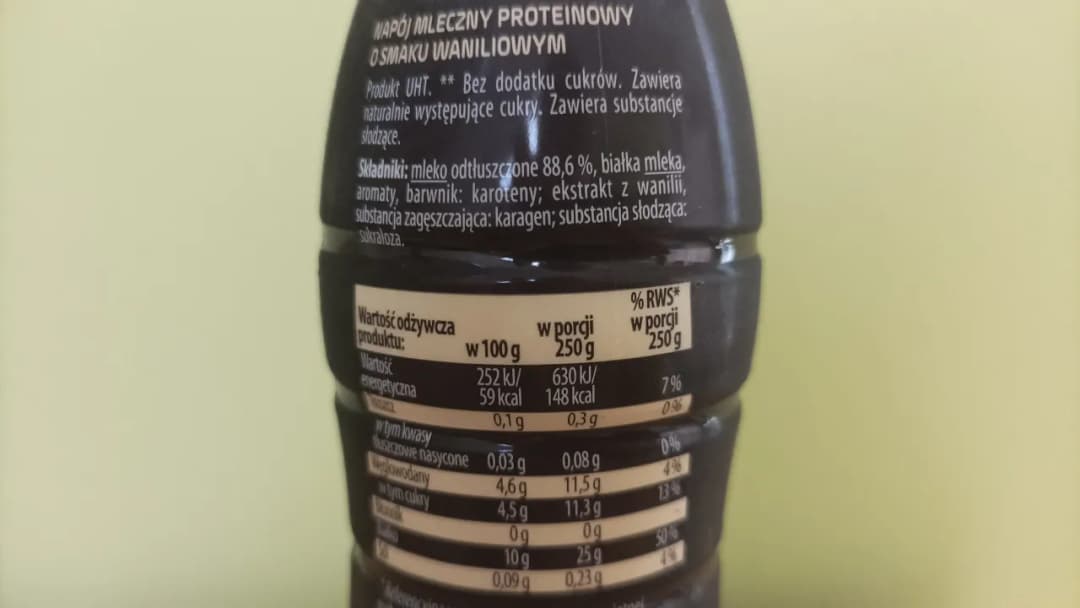 NAPÓJ MLECZNY PROTEINOWY
O SMAKU WANILIOWYM
Produkt UHT. ** Bez dodatku cukrów. Zawiera
naturalnie występujące cukry. Zawiera substancje
słodzące.
Składniki: mleko odtłuszczone 88,6 %, białka mleka,
aromaty, barwnik: karoteny; ekstrakt z wanilii,
substancja zagęszczająca: karagen; substancja słodząca:
sukraloza.
Wartość odżywcza produktu: w 100 g w porcji 250 g % RWS* w porcji 250 g
Wartość energetyczna 252 kJ/ 59 kcal 630 kJ/ 148 kcal 7%
Tłuszcz 0,1 g 0,3 g 0%
w tym kwasy tłuszczowe nasycone 0,03 g 0,08 g 0%
Węglowodany 4,6 g 11,5 g 4%
w tym cukry 4,5 g 11,3 g 13%
Błonnik 0 g 0 g -
Białko 10 g 25 g 50%
Sól 0,09 g 0,23 g 4%